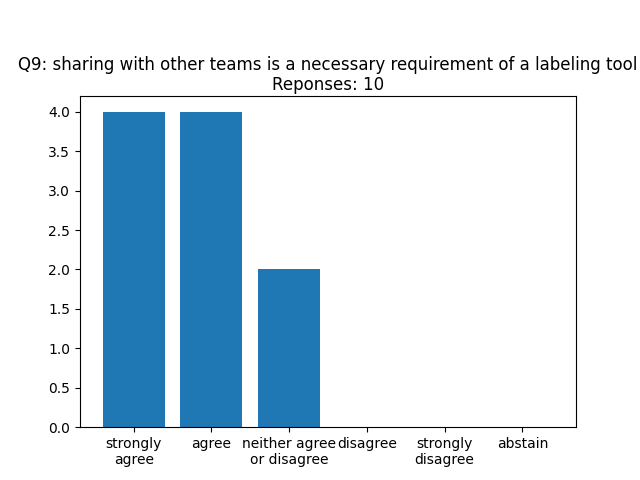 Q9: sharing with other teams is a necessary requirement of a labeling tool
Reponses: 10
4.0
3.5
3.0
2.5
2.0
1.5
1.0
0.5
0.0
strongly agree neither agree disagree strongly abstain
agree or disagree disagree